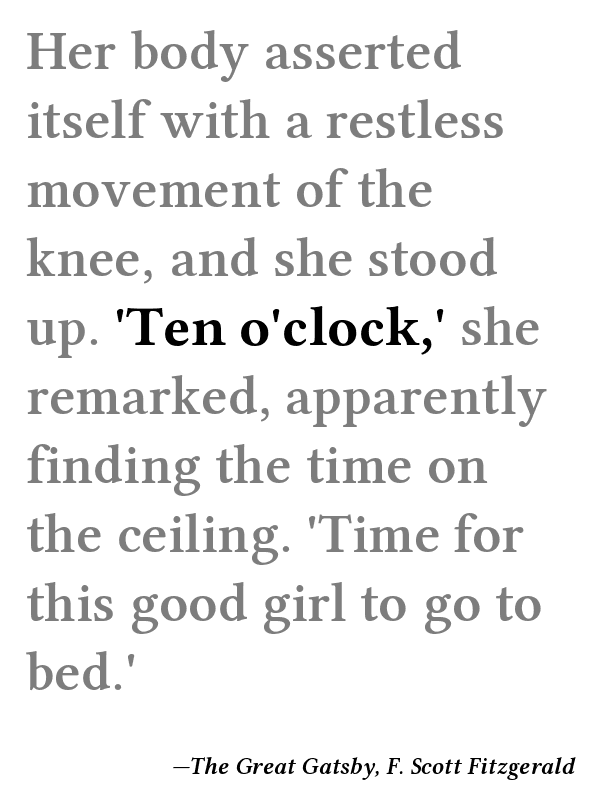 Her body asserted
itself with a restless
movement of the
knee, and she stood
up. 'Ten o'clock,' she
remarked, apparently
finding the time on
the ceiling. 'Time for
this good girl to go to
bed.'
—The Great Gatsby, F. Scott Fitzgerald